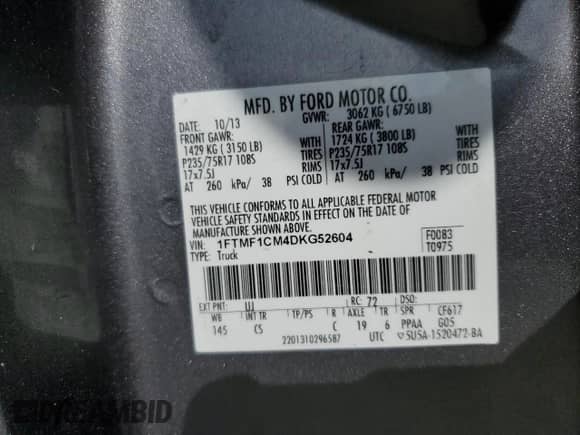 MFD. BY FORD MOTOR CO.
DATE: 10/13 GVWR: 3062 KG ( 6750 LB)
FRONT GAWR: REAR GAWR:
1429 KG ( 3150 LB) WITH 1724 KG ( 3800 LB) WITH
P235/75R17 108S TIRES P235/75R17 108S TIRES
17x7.5J RIMS 17x7.5J RIMS
AT 260 kPa/ 38 PSI COLD AT 260 kPa/ 38 PSI COLD
THIS VEHICLE CONFORMS TO ALL APPLICABLE FEDERAL MOTOR
VEHICLE SAFETY STANDARDS IN EFFECT ON THE DATE OF
MANUFACTURE SHOWN ABOVE.
VIN: 1FTMF1CM4DKG52604 F0083
TYPE: Truck T0975
EXT PNT: UJ RC: 72 DSO:
WB INT TR TP/PS R AXLE TR SPR CF617
145 CS C 19 6 PPAA G05
2201310296587 UTC 5U5A-1520472-BA